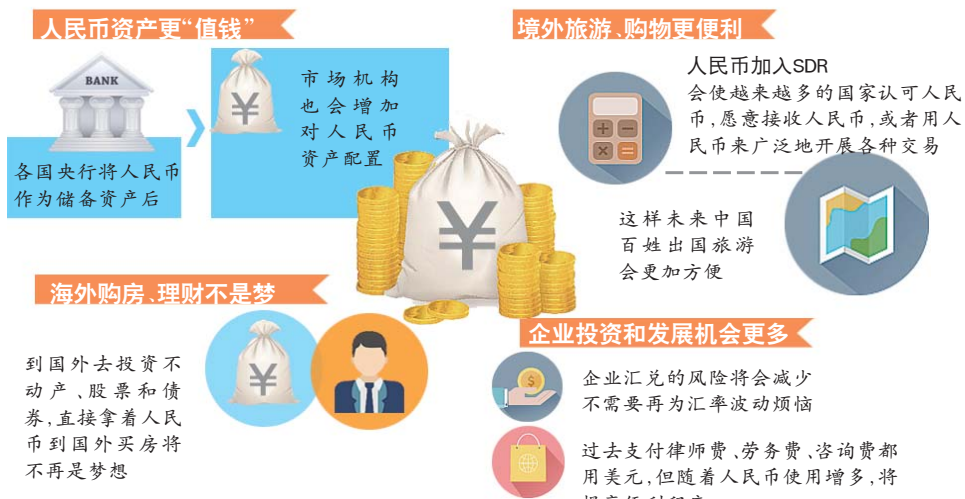 人民币资产更“值钱”
BANK
各国央行将人民币
作为储备资产后
¥
市场机构
也会增加
对人民币
资产配置
¥
境外旅游、购物更便利
人民币加入SDR
会使越来越多的国家认可人民
币,愿意接收人民币,或者用人
民币来广泛地开展各种交易
这样未来中国
百姓出国旅游
会更加方便
海外购房、理财不是梦
到国外去投资不
动产、股票和债
券,直接拿着人民
币到国外买房将
不再是梦想
¥
企业投资和发展机会更多
$
企业汇兑的风险将会减少
不需要再为汇率波动烦恼
过去支付律师费、劳务费、咨询费都
用美元,但随着人民币使用增多,将